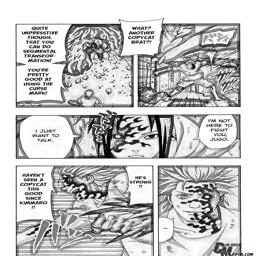 WHAT?
ANOTHER
COPYCAT
BRAT?!
QUITE
IMPRESSIVE
THOUGH,
THAT YOU
CAN DO
SEGMENTAL
TRANSFOR-
MATION!
YOU'RE
PRETTY
GOOD AT
USING THE
CURSE
MARK!
I'M NOT
HERE TO
FIGHT
YOU,
JUGO.
I JUST
WANT TO
TALK.
HE'S
STRONG
!!
HAVEN'T
SEEN A
COPYCAT
THIS GOOD
SINCE
KIMIMARO
!!